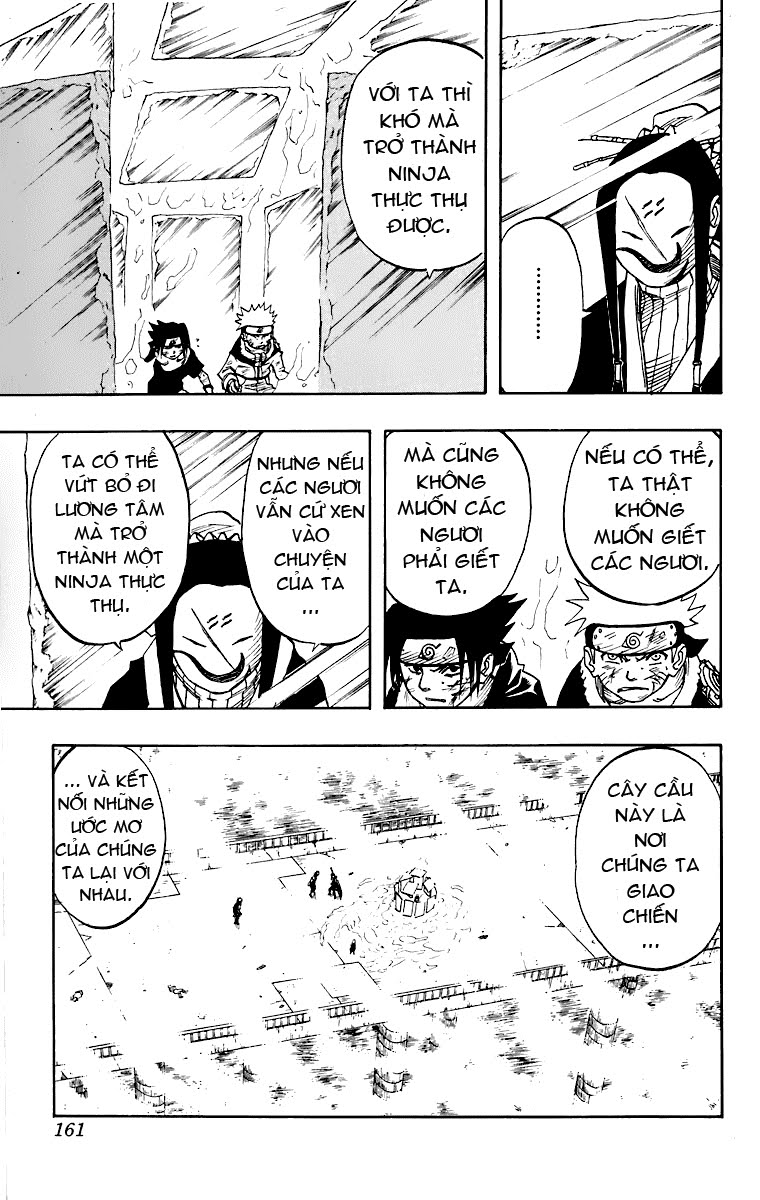 ..........
VỚI TA THÌ
KHÓ MÀ
TRỞ THÀNH
NINJA
THỰC THỤ
ĐƯỢC.
NẾU CÓ THỂ,
TA THẬT
KHÔNG
MUỐN GIẾT
CÁC NGƯƠI.
MÀ CŨNG
KHÔNG
MUỐN CÁC
NGƯƠI
PHẢI GIẾT
TA.
NHƯNG NẾU
CÁC NGƯƠI
VẪN CỨ XEN
VÀO
CHUYỆN
CỦA TA
...
TA CÓ THỂ
VỨT BỎ ĐI
LƯƠNG TÂM
MÀ TRỞ
THÀNH MỘT
NINJA THỰC
THỤ.
CÂY CẦU
NÀY LÀ
NƠI
CHÚNG TA
GIAO
CHIẾN
...
... VÀ KẾT
NỐI NHỮNG
ƯỚC MƠ
CỦA CHÚNG
TA LẠI VỚI
NHAU.
161